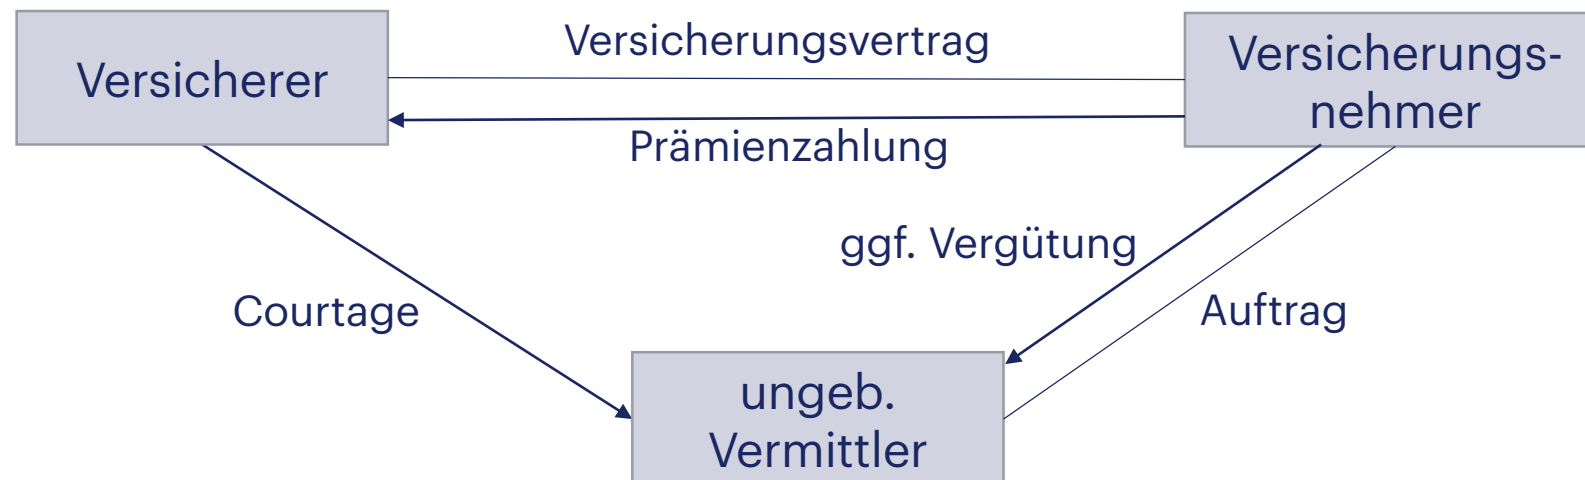 Versicherer
Versicherungsvertrag
Versicherungs-
nehmer
Prämienzahlung
ggf. Vergütung
Courtage
Auftrag
ungeb.
Vermittler